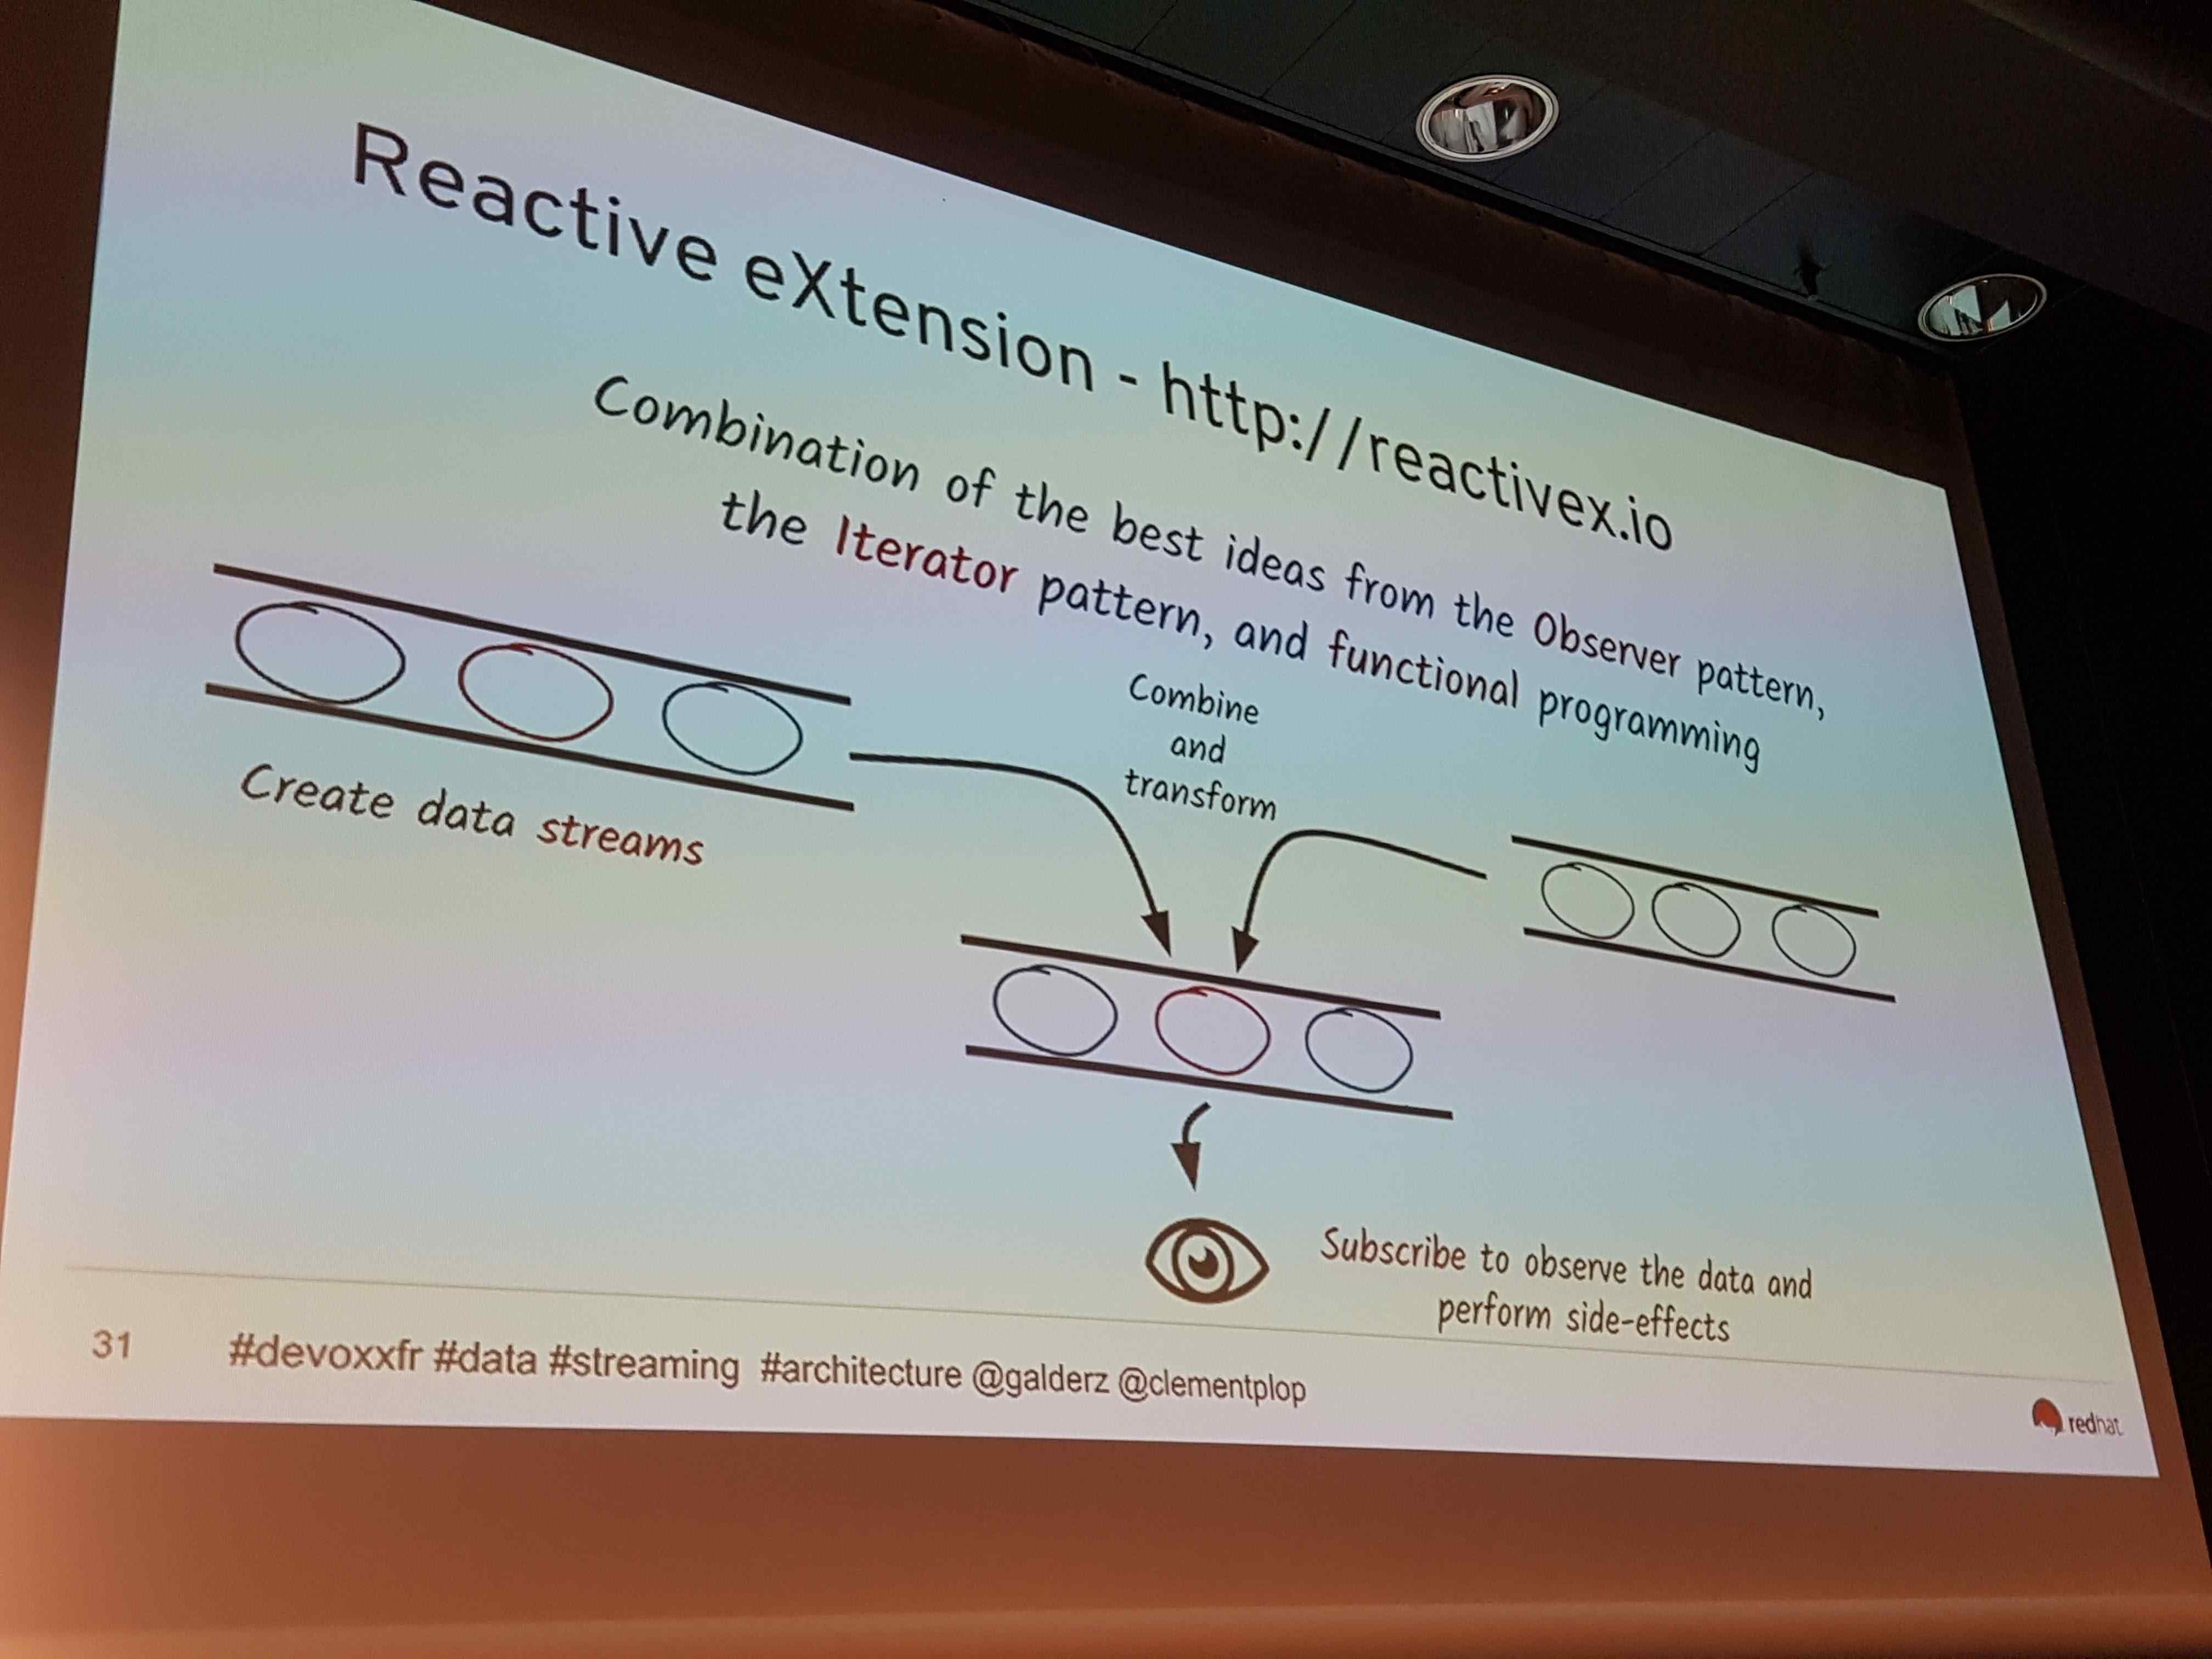 Reactive eXtension - http://reactivex.io
Combination of the best ideas from the Observer pattern,
the Iterator pattern, and functional programming
Create data streams
Combine
and
transform
Subscribe to observe the data and
perform side-effects
31 #devoxxfr #data #streaming #architecture @galderz @clementplop
redhat